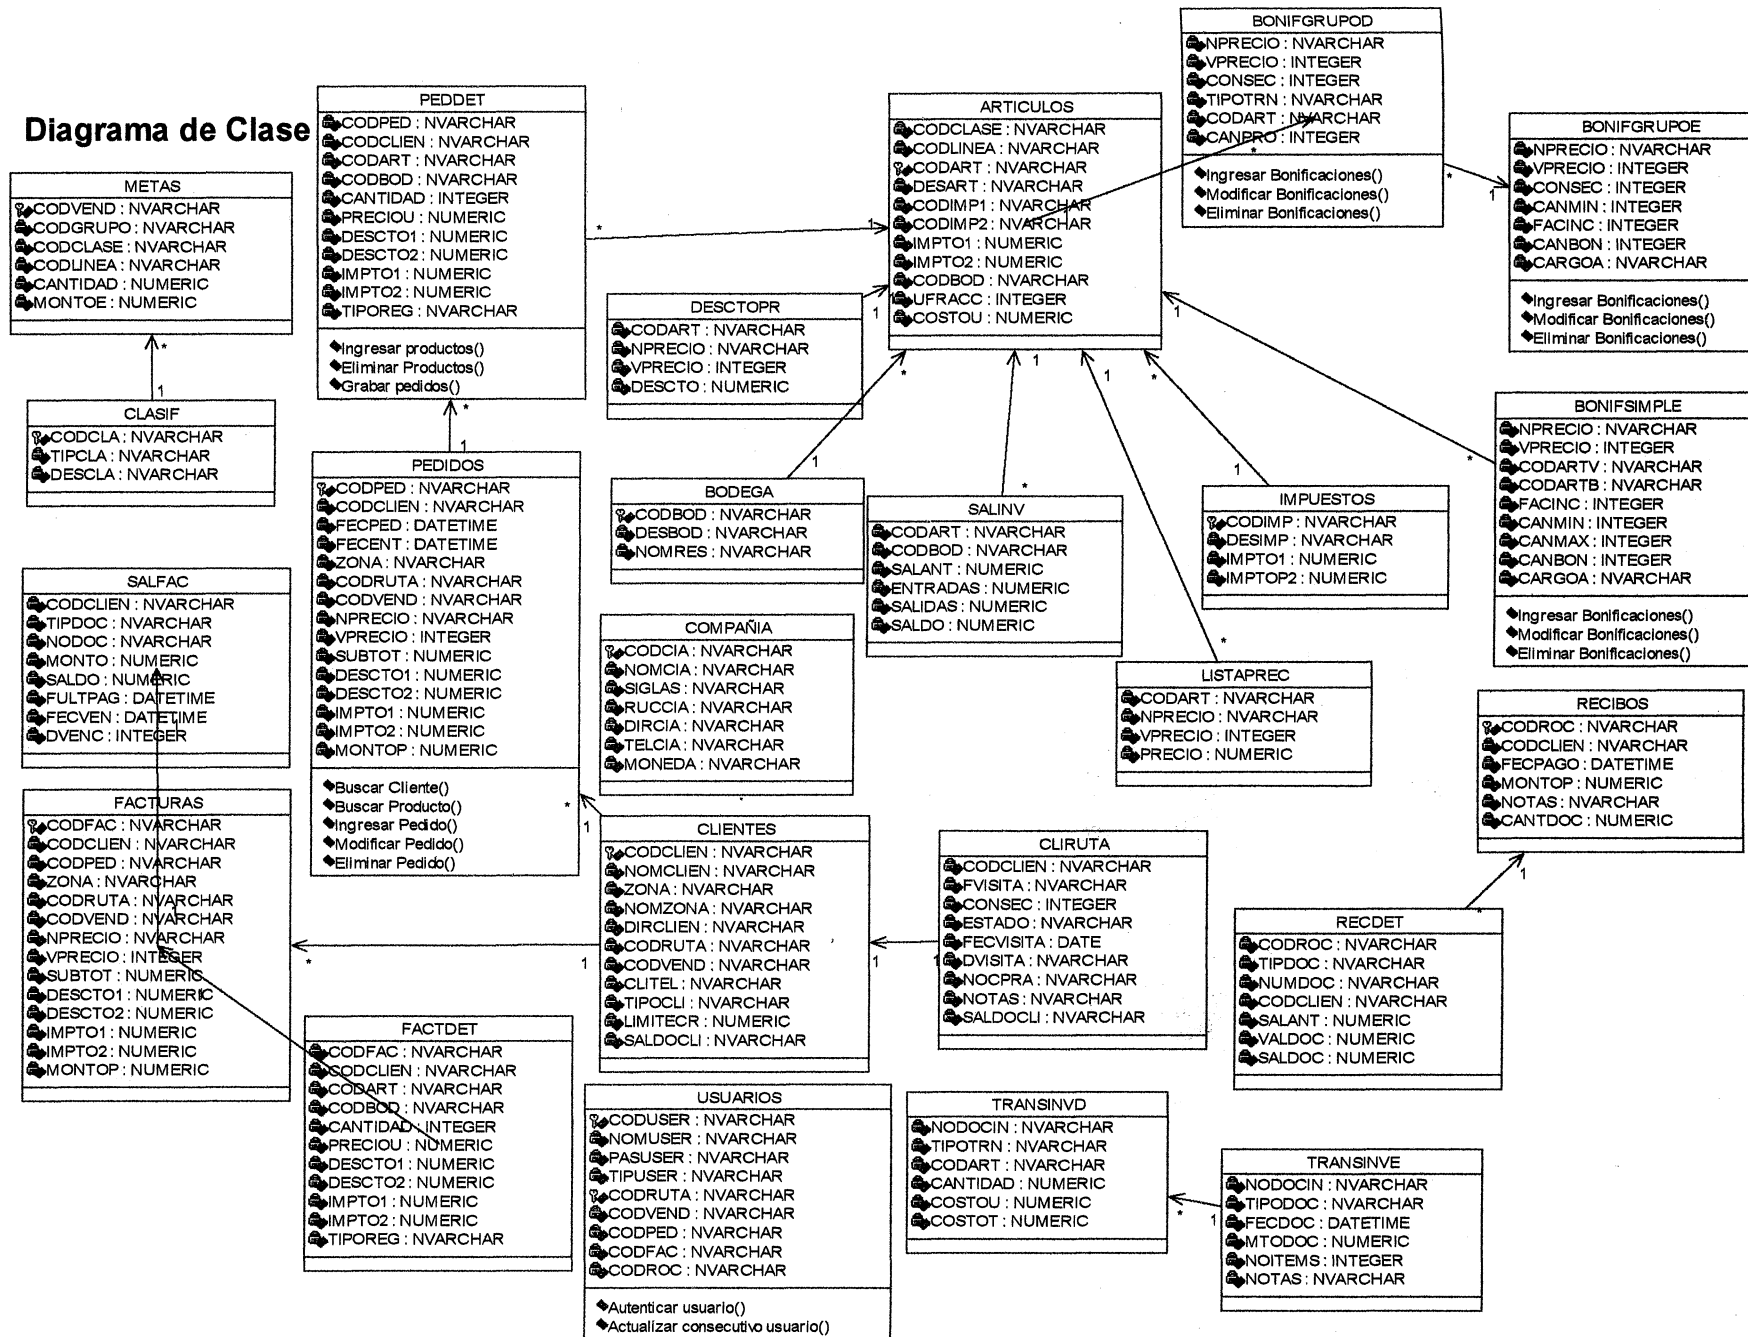 Diagrama de Clase
METAS
CODVEND : NVARCHAR
CODGRUPO : NVARCHAR
CODCLASE : NVARCHAR
CODLINEA : NVARCHAR
CANTIDAD : NUMERIC
MONTOE : NUMERIC
*
1
CLASIF
CODCLA : NVARCHAR
TIPCLA : NVARCHAR
DESCLA : NVARCHAR
SALFAC
CODCLIEN : NVARCHAR
TIPDOC : NVARCHAR
NODOC : NVARCHAR
MONTO : NUMERIC
SALDO : NUMERIC
FULTPAG : DATETIME
FECVEN : DATETIME
DVENC : INTEGER
1
FACTURAS
CODFAC : NVARCHAR
CODCLIEN : NVARCHAR
CODPED : NVARCHAR
ZONA : NVARCHAR
CODRUTA : NVARCHAR
CODVEND : NVARCHAR
NPRECIO : NVARCHAR
VPRECIO : INTEGER
SUBTOT : NUMERIC
DESCTO1 : NUMERIC
DESCTO2 : NUMERIC
IMPTO1 : NUMERIC
IMPTO2 : NUMERIC
MONTOP : NUMERIC
1
PEDDET
CODPED : NVARCHAR
CODCLIEN : NVARCHAR
CODART : NVARCHAR
CODBOD : NVARCHAR
CANTIDAD : INTEGER
PRECIOU : NUMERIC
DESCTO1 : NUMERIC
DESCTO2 : NUMERIC
IMPTO1 : NUMERIC
IMPTO2 : NUMERIC
TIPOREG : NVARCHAR
Ingresar productos()
Eliminar Productos()
Grabar pedidos()
*
1
PEDIDOS
CODPED : NVARCHAR
CODCLIEN : NVARCHAR
FECPED : DATETIME
FECENT : DATETIME
ZONA : NVARCHAR
CODRUTA : NVARCHAR
CODVEND : NVARCHAR
NPRECIO : NVARCHAR
VPRECIO : INTEGER
SUBTOT : NUMERIC
DESCTO1 : NUMERIC
DESCTO2 : NUMERIC
IMPTO1 : NUMERIC
IMPTO2 : NUMERIC
MONTOP : NUMERIC
Buscar Cliente()
Buscar Producto()
Ingresar Pedido()
Modificar Pedido()
Eliminar Pedido()
*
1
FACTDET
CODFAC : NVARCHAR
CODCLIEN : NVARCHAR
CODART : NVARCHAR
CODBOD : NVARCHAR
CANTIDAD : INTEGER
PRECIOU : NUMERIC
DESCTO1 : NUMERIC
DESCTO2 : NUMERIC
IMPTO1 : NUMERIC
IMPTO2 : NUMERIC
TIPOREG : NVARCHAR
*
1
DESCTOPR
CODART : NVARCHAR
NPRECIO : NVARCHAR
VPRECIO : INTEGER
DESCTO : NUMERIC
1
1
BODEGA
CODBOD : NVARCHAR
DESBOD : NVARCHAR
NOMRES : NVARCHAR
1
*
COMPAÑIA
CODCIA : NVARCHAR
NOMCIA : NVARCHAR
SIGLAS : NVARCHAR
RUCCIA : NVARCHAR
DIRCIA : NVARCHAR
TELCIA : NVARCHAR
MONEDA : NVARCHAR
CLIENTES
CODCLIEN : NVARCHAR
NOMCLIEN : NVARCHAR
ZONA : NVARCHAR
NOMZONA : NVARCHAR
DIRCLIEN : NVARCHAR
CODRUTA : NVARCHAR
CODVEND : NVARCHAR
CLITEL : NVARCHAR
TIPOCLI : NVARCHAR
LIMITECR : NUMERIC
SALDOCLI : NVARCHAR
*
1
USUARIOS
CODUSER : NVARCHAR
NOMUSER : NVARCHAR
PASUSER : NVARCHAR
TIPUSER : NVARCHAR
CODRUTA : NVARCHAR
CODVEND : NVARCHAR
CODPED : NVARCHAR
CODFAC : NVARCHAR
CODROC : NVARCHAR
Autenticar usuario()
Actualizar consecutivo usuario()
ARTICULOS
CODCLASE : NVARCHAR
CODLINEA : NVARCHAR
CODART : NVARCHAR
DESART : NVARCHAR
CODIMP1 : NVARCHAR
CODIMP2 : NVARCHAR
IMPTO1 : NUMERIC
IMPTO2 : NUMERIC
CODBOD : NVARCHAR
UFRACC : INTEGER
COSTOU : NUMERIC
*
1
SALINV
CODART : NVARCHAR
CODBOD : NVARCHAR
SALANT : NUMERIC
ENTRADAS : NUMERIC
SALIDAS : NUMERIC
SALDO : NUMERIC
1
*
CLIRUTA
CODCLIEN : NVARCHAR
FVISITA : NVARCHAR
CONSEC : INTEGER
ESTADO : NVARCHAR
FECVISITA : DATE
DVISITA : NVARCHAR
NOCPRA : NVARCHAR
NOTAS : NVARCHAR
SALDOCLI : NVARCHAR
1
1
TRANSINVD
NODOCIN : NVARCHAR
TIPOTRN : NVARCHAR
CODART : NVARCHAR
CANTIDAD : NUMERIC
COSTOU : NUMERIC
COSTOT : NUMERIC
*
1
BONIFGRUPOD
NPRECIO : NVARCHAR
VPRECIO : INTEGER
CONSEC : INTEGER
TIPOTRN : NVARCHAR
CODART : NVARCHAR
CANPRO : INTEGER
*
Ingresar Bonificaciones()
Modificar Bonificaciones()
Eliminar Bonificaciones()
*
1
BONIFGRUPOE
NPRECIO : NVARCHAR
VPRECIO : INTEGER
CONSEC : INTEGER
CANMIN : INTEGER
FACINC : INTEGER
CANBON : INTEGER
CARGOA : NVARCHAR
Ingresar Bonificaciones()
Modificar Bonificaciones()
Eliminar Bonificaciones()
BONIFSIMPLE
NPRECIO : NVARCHAR
VPRECIO : INTEGER
CODARTV : NVARCHAR
CODARTB : NVARCHAR
FACINC : INTEGER
CANMIN : INTEGER
CANMAX : INTEGER
CANBON : INTEGER
CARGOA : NVARCHAR
Ingresar Bonificaciones()
Modificar Bonificaciones()
Eliminar Bonificaciones()
1
*
IMPUESTOS
CODIMP : NVARCHAR
DESIMP : NVARCHAR
IMPTO1 : NUMERIC
IMPTOP2 : NUMERIC
*
1
LISTAPREC
CODART : NVARCHAR
NPRECIO : NVARCHAR
VPRECIO : INTEGER
PRECIO : NUMERIC
1
*
RECIBOS
CODROC : NVARCHAR
CODCLIEN : NVARCHAR
FECPAGO : DATETIME
MONTOP : NUMERIC
NOTAS : NVARCHAR
CANTDOC : NUMERIC
1
*
RECDET
CODROC : NVARCHAR
TIPDOC : NVARCHAR
NUMDOC : NVARCHAR
CODCLIEN : NVARCHAR
SALANT : NUMERIC
VALDOC : NUMERIC
SALDOC : NUMERIC
TRANSINVE
NODOCIN : NVARCHAR
TIPODOC : NVARCHAR
FECDOC : DATETIME
MTODOC : NUMERIC
NOITEMS : INTEGER
NOTAS : NVARCHAR